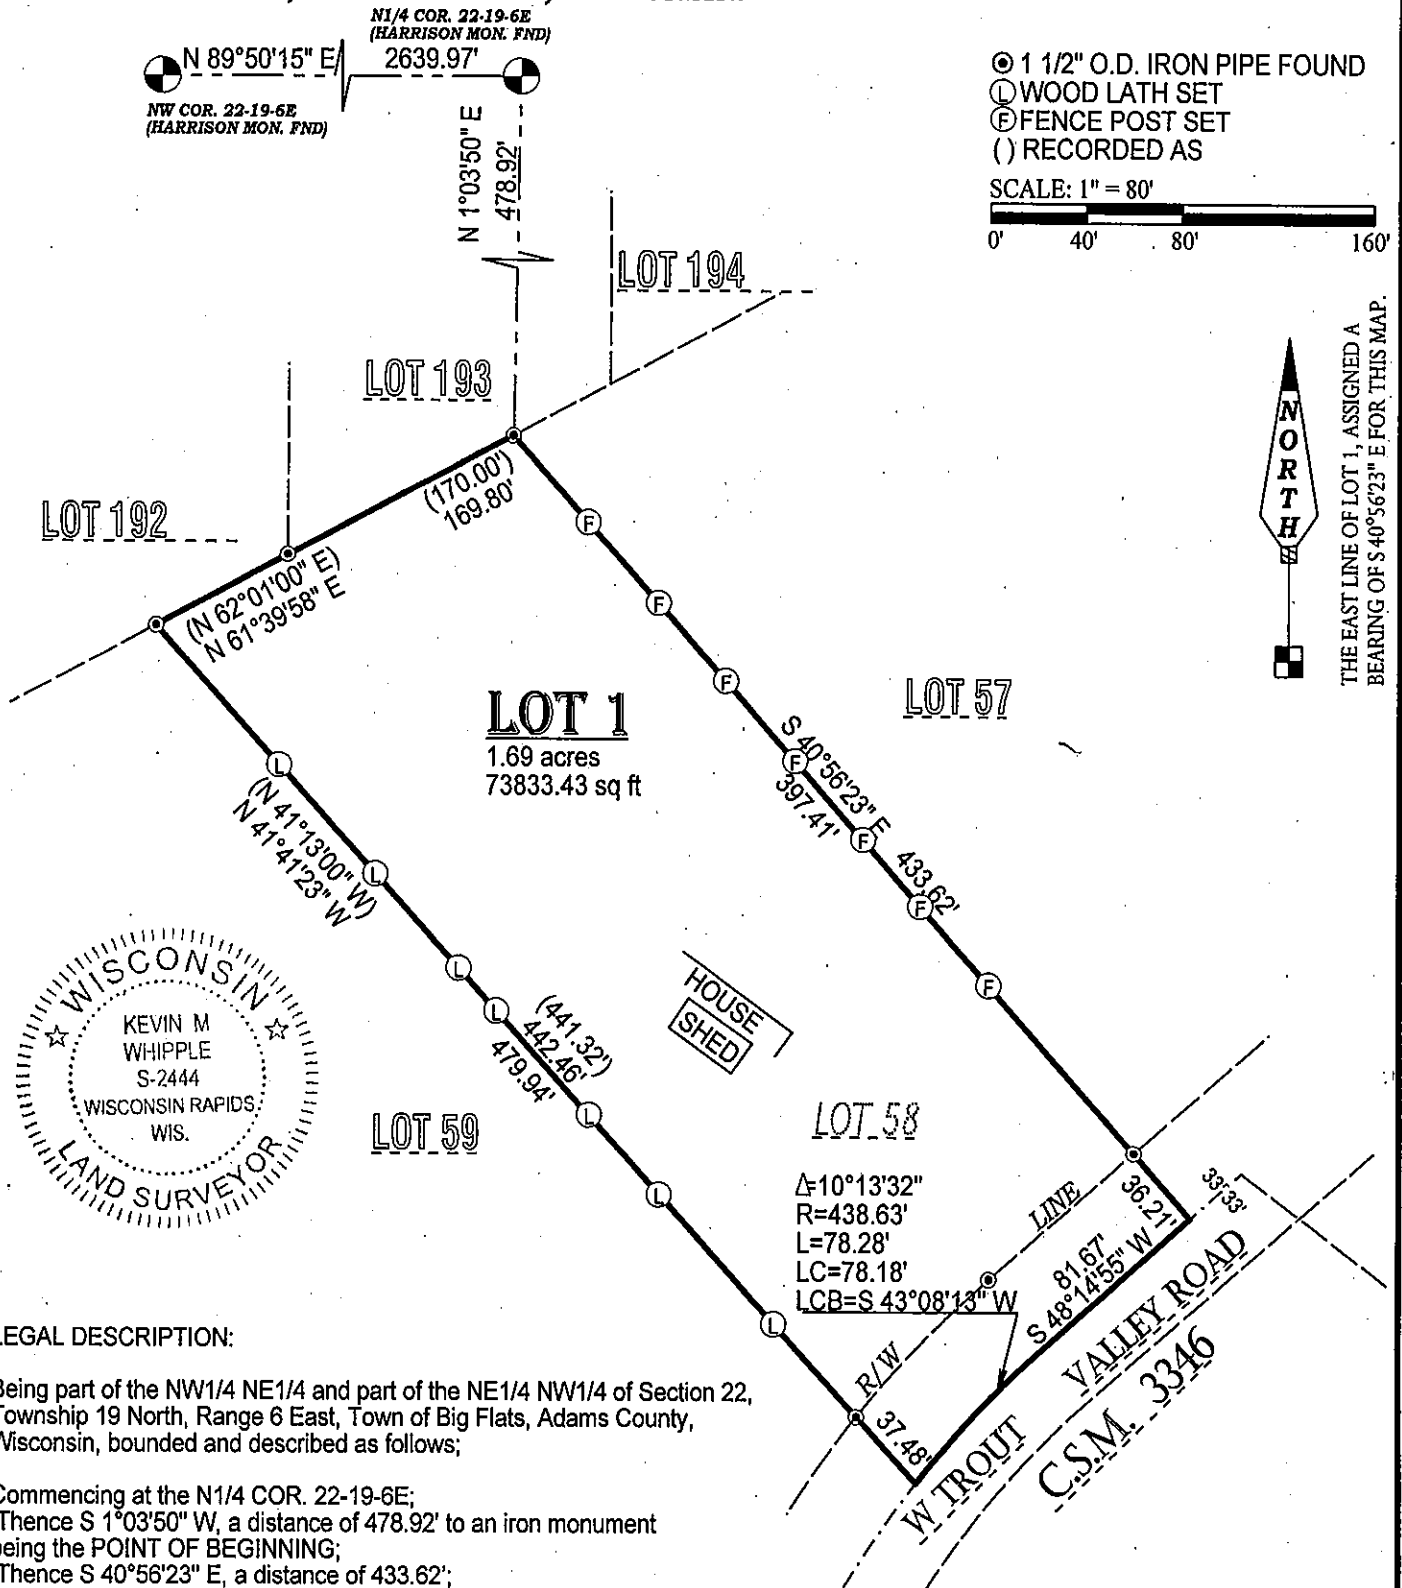 N1/4 COR. 22-19-6E
(HARRISON MON. FND)
N 89°50'15" E
2639.97'
NW COR. 22-19-6E
(HARRISON MON. FND)
N 1°03'50" E
478.92'
1 1/2" O.D. IRON PIPE FOUND
L WOOD LATH SET
F FENCE POST SET
( ) RECORDED AS
SCALE: 1" = 80'
0' 40' 80' 160'
LOT 194
LOT 193
LOT 192
NORTH
THE EAST LINE OF LOT 1, ASSIGNED A
BEARING OF S 40°56'23" E FOR THIS MAP.
(170.00')
169.80'
(N 62°01'00" E)
N 61°39'58" E
F
F
F
F
F
F
F
LOT 1
1.69 acres
73833.43 sq ft
LOT 57
S 40°56'23" E
397.41'
433.62'
L
L
L
L
L
L
L
(N 41°13'00" W)
N 41°41'23" W
(441.32')
442.46'
479.94'
HOUSE
SHED
WISCONSIN
KEVIN M
WHIPPLE
S-2444
WISCONSIN RAPIDS,
WIS.
LAND SURVEYOR
LOT 59
LOT 58
Δ=10°13'32"
R=438.63'
L=78.28'
LC=78.18'
LCB=S 43°08'13" W
R/W
LINE
36.21'
33'
33'
81.67'
S 48°14'55" W
37.48'
W TROUT VALLEY ROAD
C.S.M. 3346
LEGAL DESCRIPTION:
Being part of the NW1/4 NE1/4 and part of the NE1/4 NW1/4 of Section 22,
Township 19 North, Range 6 East, Town of Big Flats, Adams County,
Wisconsin, bounded and described as follows;
Commencing at the N1/4 COR. 22-19-6E;
Thence S 1°03'50" W, a distance of 478.92' to an iron monument
being the POINT OF BEGINNING;
Thence S 40°56'23" E, a distance of 433.62';